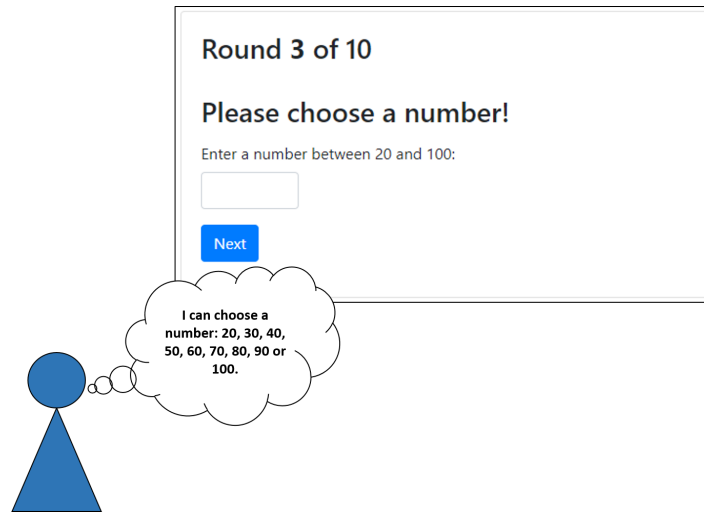 Round 3 of 10
Please choose a number!
Enter a number between 20 and 100:
Next
I can choose a
number: 20, 30, 40,
50, 60, 70, 80, 90 or
100.